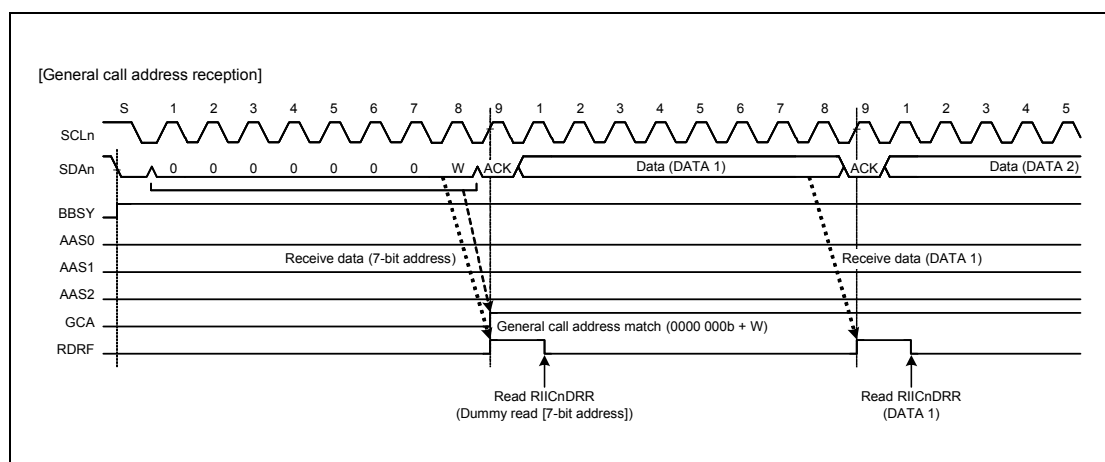 [General call address reception]
S 1 2 3 4 5 6 7 8 9 1 2 3 4 5 6 7 8 9 1 2 3 4 5
SCLn
SDAn 0 0 0 0 0 0 0 W ACK Data (DATA 1) ACK Data (DATA 2)
BBSY
AAS0
Receive data (7-bit address) Receive data (DATA 1)
AAS1
AAS2
GCA
General call address match (0000 000b + W)
RDRF
Read RIICnDRR Read RIICnDRR
(Dummy read [7-bit address]) (DATA 1)